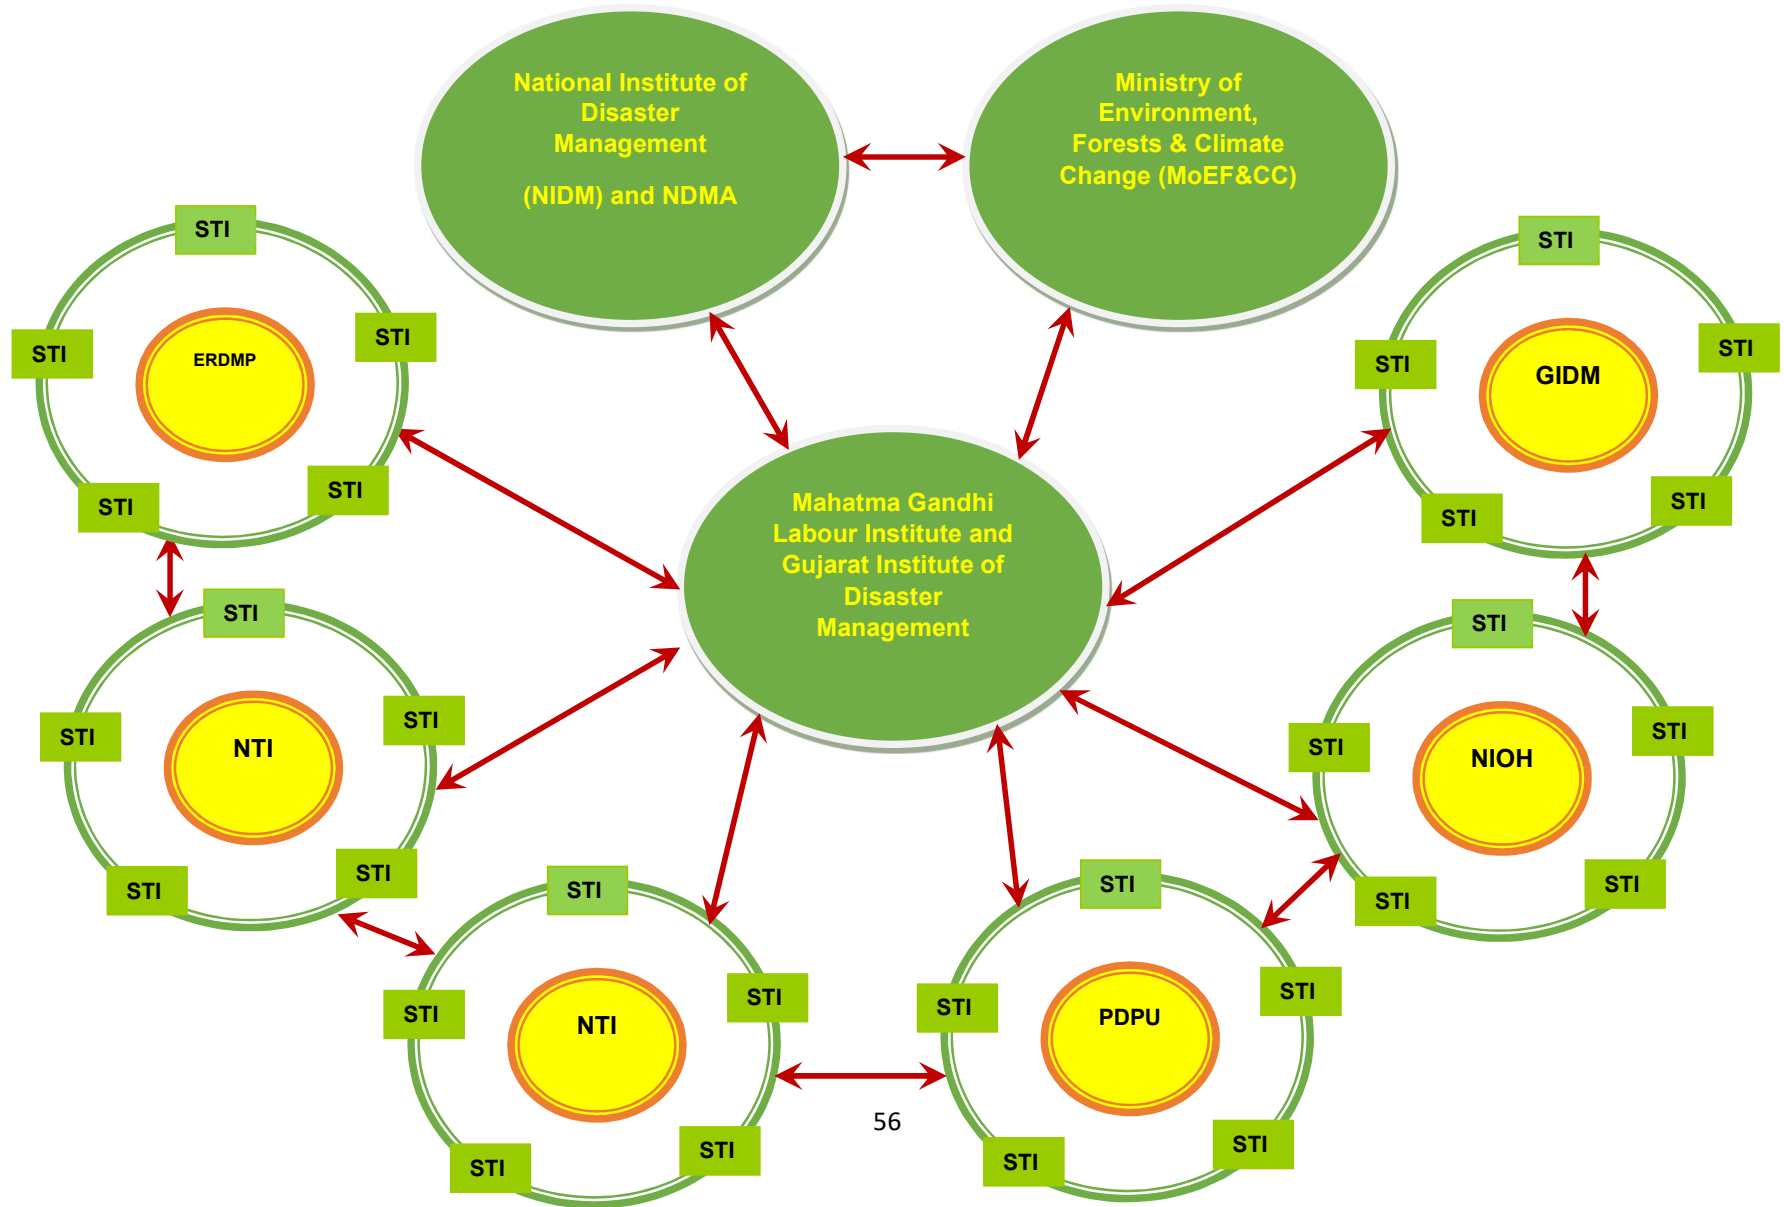 National Institute of
Disaster
Management
(NIDM) and NDMA
Ministry of
Environment,
Forests & Climate
Change (MoEF&CC)
STI
STI
STI
ERDMP
STI
STI
STI
STI
STI
GIDM
STI
STI
Mahatma Gandhi
Labour Institute and
Gujarat Institute of
Disaster
Management
STI
STI
STI
NTI
STI
STI
STI
STI
STI
NIOH
STI
STI
STI
STI
STI
NTI
STI
STI
STI
STI
STI
PDPU
STI
STI
56